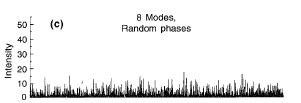 (c)
8 Modes,
Random phases
Intensity
50
40
30
20
10
0